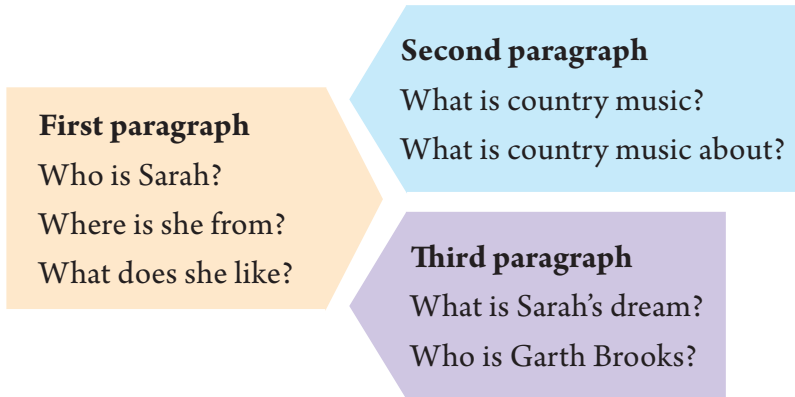 First paragraph
Who is Sarah?
Where is she from?
What does she like?
Second paragraph
What is country music?
What is country music about?
Third paragraph
What is Sarah’s dream?
Who is Garth Brooks?